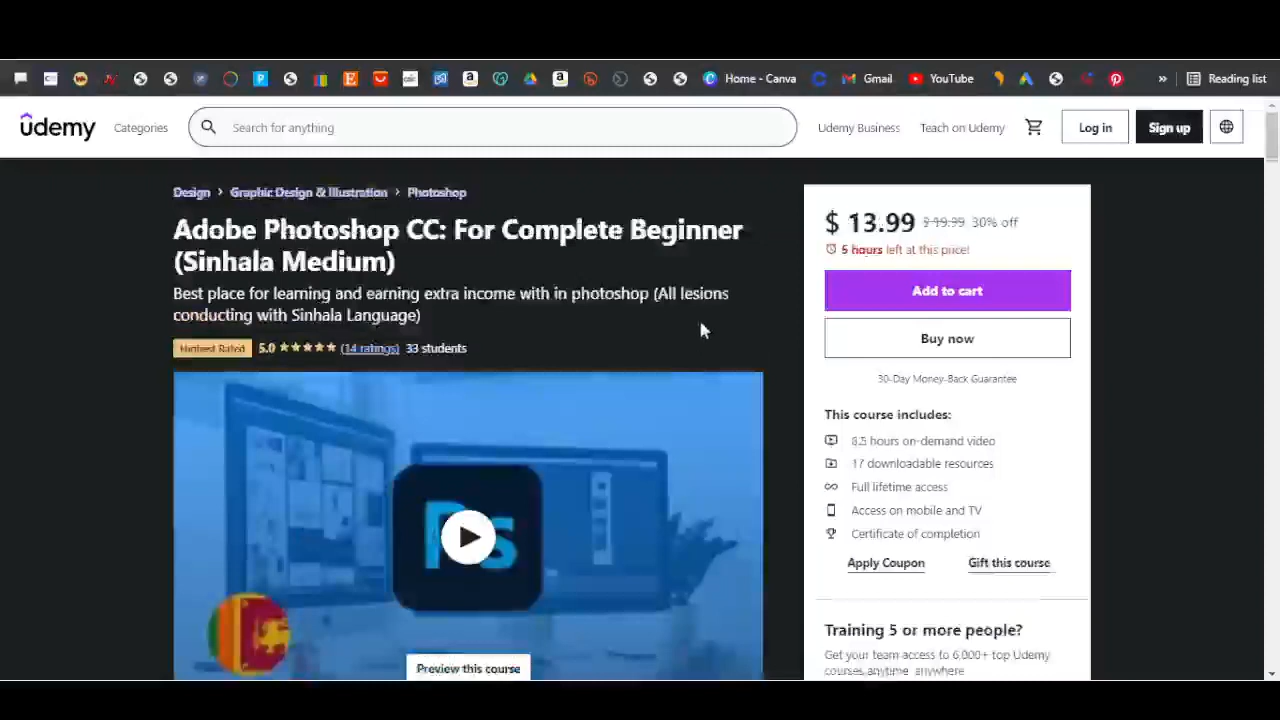 Home - Canva
Gmail
YouTube
»
Reading list
udemy
Categories
Search for anything
Udemy Business
Teach on Udemy
Log in
Sign up
Design > Graphic Design & Illustration > Photoshop
Adobe Photoshop CC: For Complete Beginner
(Sinhala Medium)
Best place for learning and earning extra income with in photoshop (All lesions
conducting with Sinhala Language)
Highest Rated 5.0 (14 ratings) 33 students
Ps
Preview this course
$ 13.99 $ 19.99 30% off
5 hours left at this price!
Add to cart
Buy now
30-Day Money-Back Guarantee
This course includes:
8.5 hours on-demand video
17 downloadable resources
Full lifetime access
Access on mobile and TV
Certificate of completion
Apply Coupon
Gift this course
Training 5 or more people?
Get your team access to 6,000+ top Udemy
courses anytime, anywhere